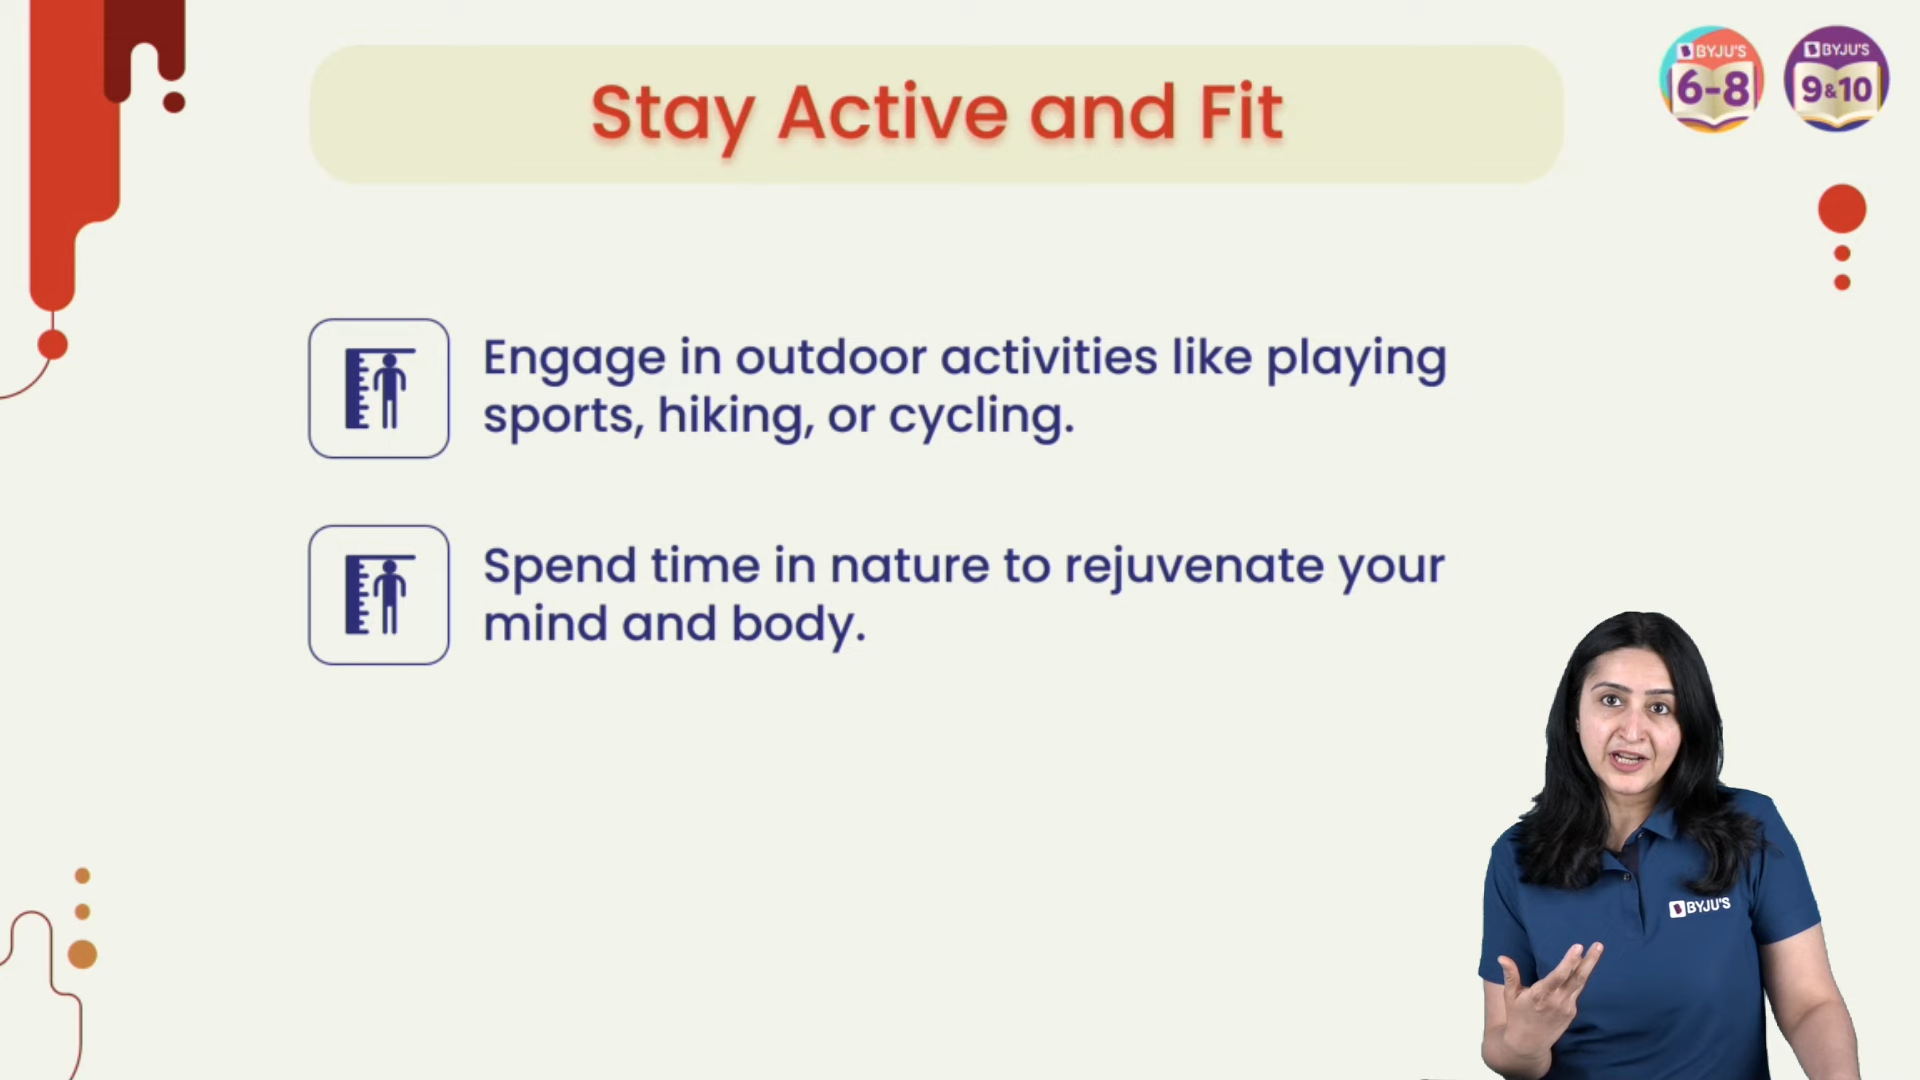 Stay Active and Fit
BYJU'S
6-8
BYJU'S
9&10
Engage in outdoor activities like playing
sports, hiking, or cycling.
Spend time in nature to rejuvenate your
mind and body.
BYJU'S